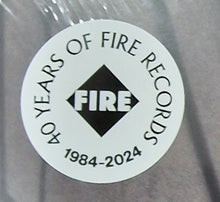 40 YEARS OF FIRE RECORDS
FIRE
1984-2024